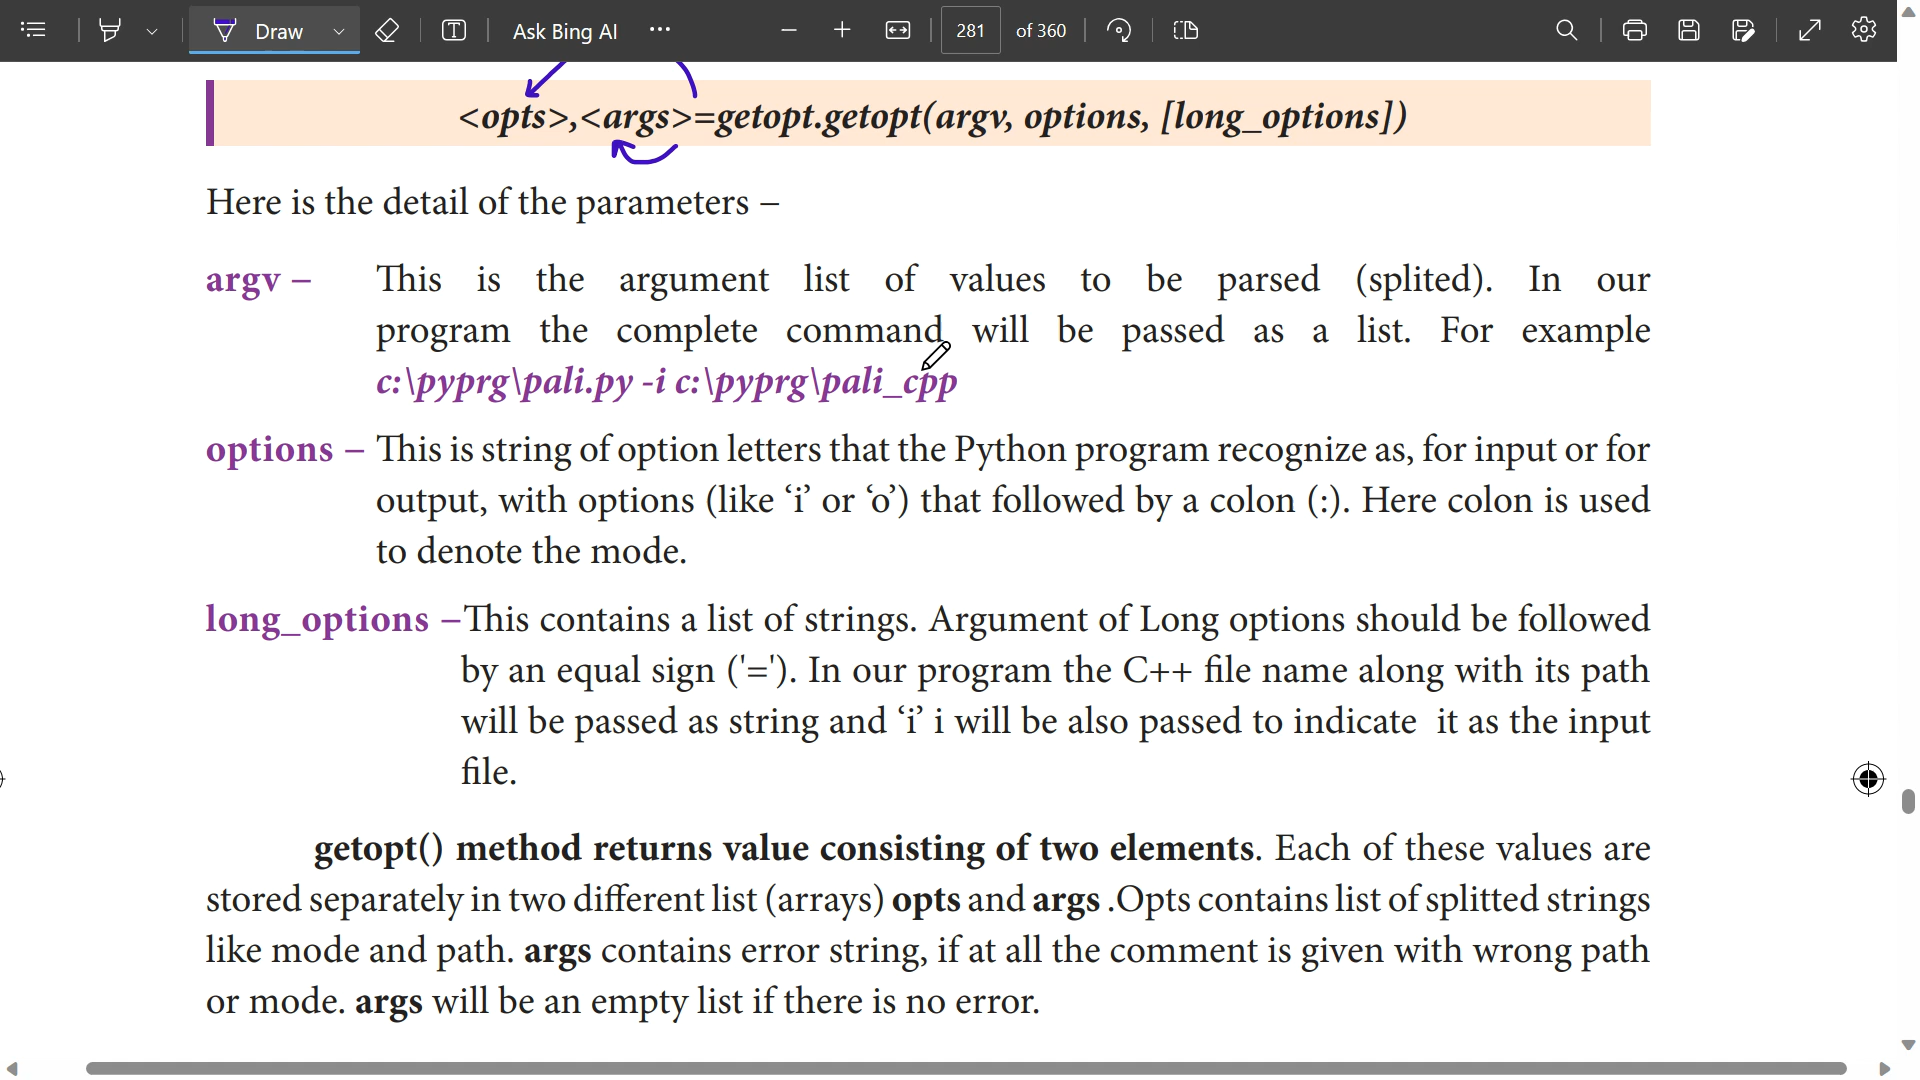 Draw
Ask Bing AI
281 of 360
<opts>,<args>=getopt.getopt(argv, options, [long_options])
Here is the detail of the parameters –
argv – This is the argument list of values to be parsed (splited). In our
program the complete command will be passed as a list. For example
c:\pyprg\pali.py -i c:\pyprg\pali_cpp
options – This is string of option letters that the Python program recognize as, for input or for
output, with options (like ‘i’ or ‘o’) that followed by a colon (:). Here colon is used
to denote the mode.
long_options –This contains a list of strings. Argument of Long options should be followed
by an equal sign ('='). In our program the C++ file name along with its path
will be passed as string and ‘i’ i will be also passed to indicate it as the input
file.
getopt() method returns value consisting of two elements. Each of these values are
stored separately in two different list (arrays) opts and args .Opts contains list of splitted strings
like mode and path. args contains error string, if at all the comment is given with wrong path
or mode. args will be an empty list if there is no error.